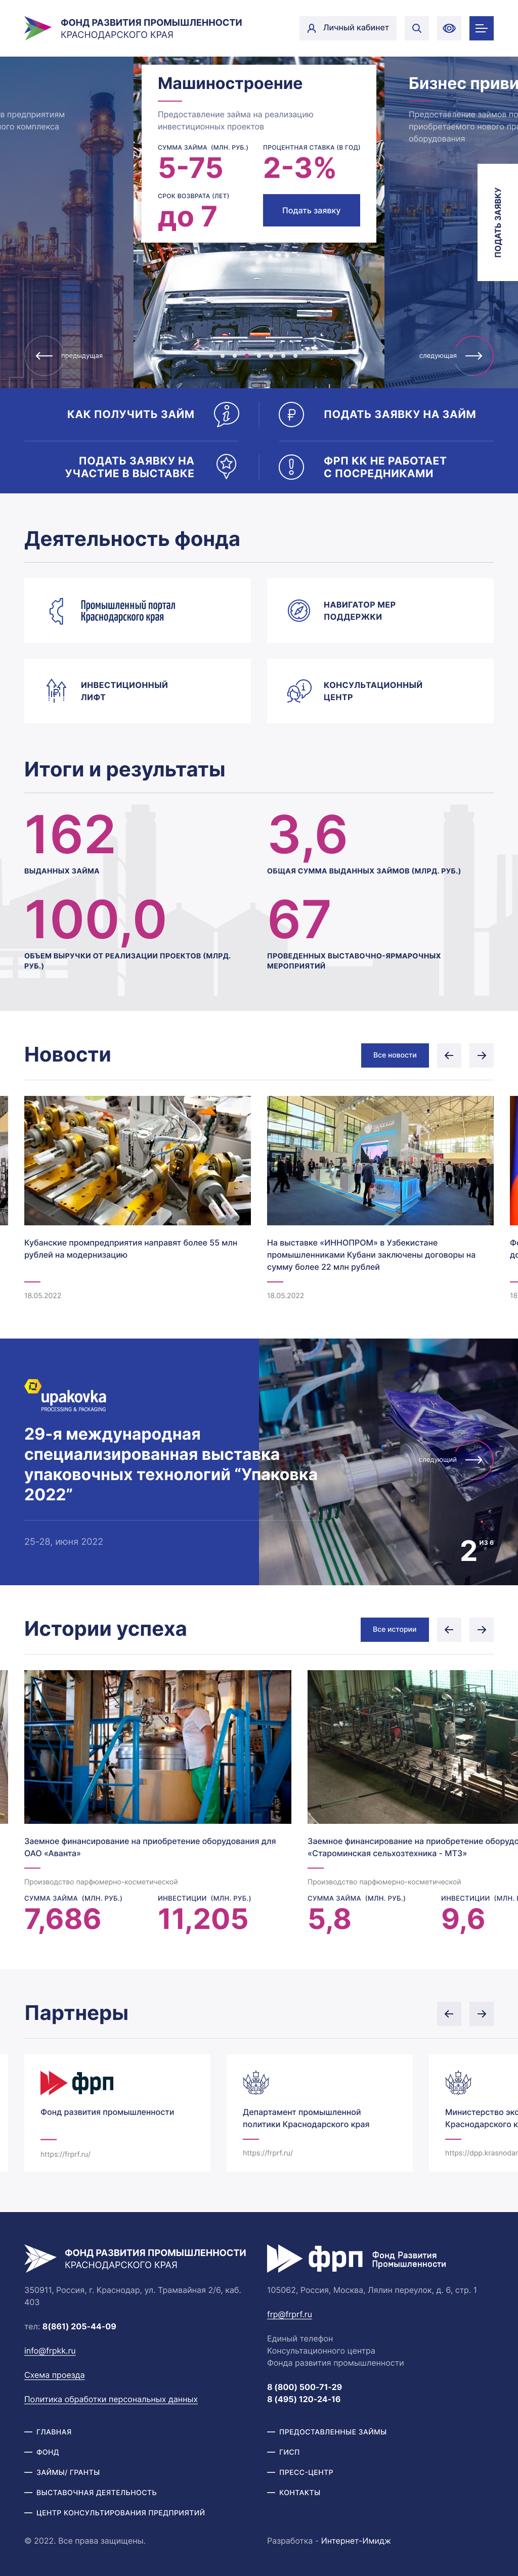 ФОНД РАЗВИТИЯ ПРОМЫШЛЕННОСТИ
КРАСНОДАРСКОГО КРАЯ
Личный кабинет
в предприятиям
ого комплекса
предыдущая
Машиностроение
Предоставление займа на реализацию
инвестиционных проектов
СУММА ЗАЙМА (МЛН. РУБ.)
5-75
ПРОЦЕНТНАЯ СТАВКА (В ГОД)
2-3%
СРОК ВОЗВРАТА (ЛЕТ)
до 7
Подать заявку
Бизнес приви
Предоставление займов по
приобретаемого нового про
оборудования
ПОДАТЬ ЗАЯВКУ
следующая
КАК ПОЛУЧИТЬ ЗАЙМ
ПОДАТЬ ЗАЯВКУ НА ЗАЙМ
ПОДАТЬ ЗАЯВКУ НА
УЧАСТИЕ В ВЫСТАВКЕ
ФРП КК НЕ РАБОТАЕТ
С ПОСРЕДНИКАМИ
Деятельность фонда
Промышленный портал
Краснодарского края
НАВИГАТОР МЕР
ПОДДЕРЖКИ
ИНВЕСТИЦИОННЫЙ
ЛИФТ
КОНСУЛЬТАЦИОННЫЙ
ЦЕНТР
Итоги и результаты
162
ВЫДАННЫХ ЗАЙМА
3,6
ОБЩАЯ СУММА ВЫДАННЫХ ЗАЙМОВ (МЛРД. РУБ.)
100,0
ОБЪЕМ ВЫРУЧКИ ОТ РЕАЛИЗАЦИИ ПРОЕКТОВ (МЛРД.
РУБ.)
67
ПРОВЕДЕННЫХ ВЫСТАВОЧНО-ЯРМАРОЧНЫХ
МЕРОПРИЯТИЙ
Новости
Все новости
Кубанские промпредприятия направят более 55 млн
рублей на модернизацию
18.05.2022
На выставке «ИННОПРОМ» в Узбекистане
промышленниками Кубани заключены договоры на
сумму более 22 млн рублей
18.05.2022
Фо
до
18
upakovka
PROCESSING & PACKAGING
29-я международная
специализированная выставка
упаковочных технологий “Упаковка
2022”
25-28, июня 2022
следующий
2 ИЗ 6
Истории успеха
Все истории
Заемное финансирование на приобретение оборудования для
ОАО «Аванта»
Производство парфюмерно-косметической
СУММА ЗАЙМА (МЛН. РУБ.)
7,686
ИНВЕСТИЦИИ (МЛН. РУБ.)
11,205
Заемное финансирование на приобретение оборудо
«Староминская сельхозтехника - МТЗ»
Производство парфюмерно-косметической
СУММА ЗАЙМА (МЛН. РУБ.)
5,8
ИНВЕСТИЦИИ (МЛН. Р
9,6
Партнеры
фрп
Фонд развития промышленности
https://frprf.ru/
Департамент промышленной
политики Краснодарского края
https://frprf.ru/
Министерство эко
Краснодарского к
https://dpp.krasnodar
ФОНД РАЗВИТИЯ ПРОМЫШЛЕННОСТИ
КРАСНОДАРСКОГО КРАЯ
350911, Россия, г. Краснодар, ул. Трамвайная 2/6, каб.
403
тел: 8(861) 205-44-09
info@frpkk.ru
Схема проезда
Политика обработки персональных данных
фрп
Фонд Развития
Промышленности
105062, Россия, Москва, Лялин переулок, д. 6, стр. 1
frp@frprf.ru
Единый телефон
Консультационного центра
Фонда развития промышленности
8 (800) 500-71-29
8 (495) 120-24-16
ГЛАВНАЯ
ФОНД
ЗАЙМЫ/ ГРАНТЫ
ВЫСТАВОЧНАЯ ДЕЯТЕЛЬНОСТЬ
ЦЕНТР КОНСУЛЬТИРОВАНИЯ ПРЕДПРИЯТИЙ
ПРЕДОСТАВЛЕННЫЕ ЗАЙМЫ
ГИСП
ПРЕСС-ЦЕНТР
КОНТАКТЫ
© 2022. Все права защищены.
Разработка - Интернет-Имидж